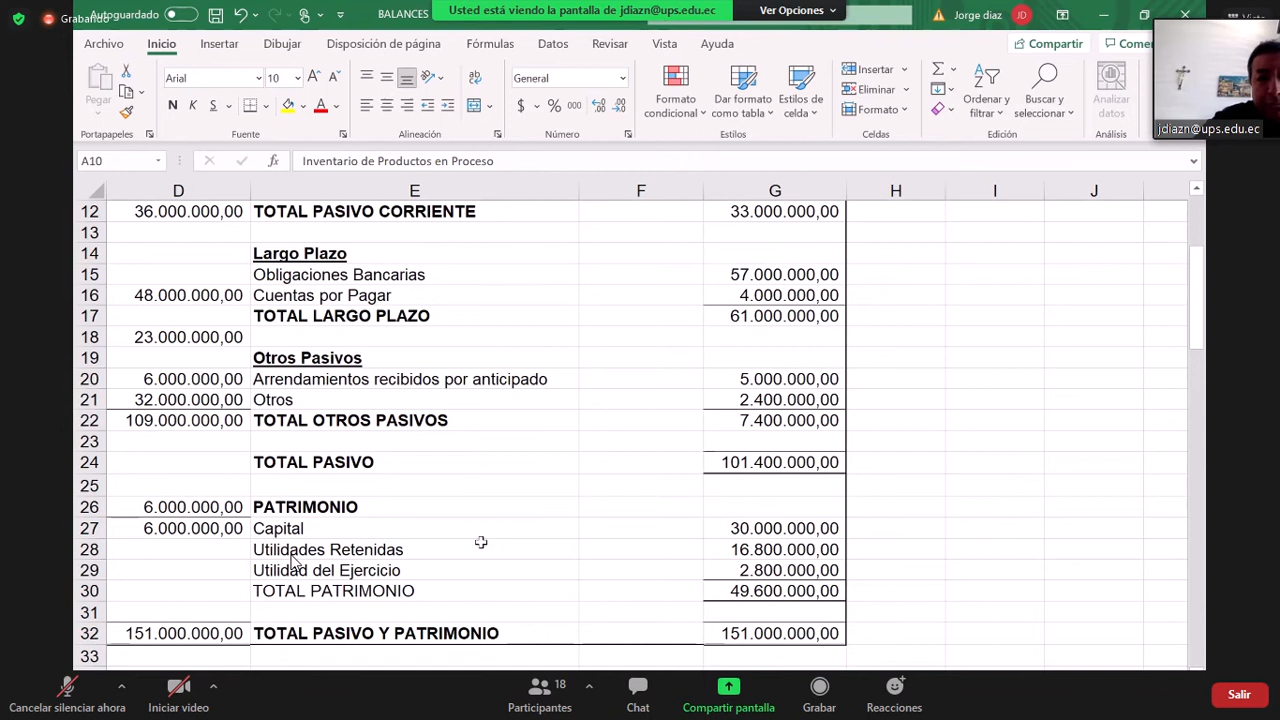 Grabando
Autoguardado
BALANCES
Usted está viendo la pantalla de jdiazn@ups.edu.ec
Ver Opciones
Jorge Diaz
JD
Vista
Archivo
Inicio
Insertar
Dibujar
Disposición de página
Fórmulas
Datos
Revisar
Vista
Ayuda
Compartir
Pegar
Arial
10
N K S
General
$ % 000
Formato condicional
Dar formato como tabla
Estilos de celda
Insertar
Eliminar
Formato
Ordenar y filtrar
Buscar y seleccionar
Analizar datos
Portapapeles
Fuente
Alineación
Número
Estilos
Celdas
Edición
Análisis
jdiazn@ups.edu.ec
A10
fx
Inventario de Productos en Proceso
D E F G H I J
12 36.000.000,00 TOTAL PASIVO CORRIENTE 33.000.000,00
13
14 Largo Plazo
15 Obligaciones Bancarias 57.000.000,00
16 48.000.000,00 Cuentas por Pagar 4.000.000,00
17 TOTAL LARGO PLAZO 61.000.000,00
18 23.000.000,00
19 Otros Pasivos
20 6.000.000,00 Arrendamientos recibidos por anticipado 5.000.000,00
21 32.000.000,00 Otros 2.400.000,00
22 109.000.000,00 TOTAL OTROS PASIVOS 7.400.000,00
23
24 TOTAL PASIVO 101.400.000,00
25
26 6.000.000,00 PATRIMONIO
27 6.000.000,00 Capital 30.000.000,00
28 Utilidades Retenidas 16.800.000,00
29 Utilidad del Ejercicio 2.800.000,00
30 TOTAL PATRIMONIO 49.600.000,00
31
32 151.000.000,00 TOTAL PASIVO Y PATRIMONIO 151.000.000,00
33
Cancelar silenciar ahora
Iniciar video
18
Participantes
Chat
Compartir pantalla
Grabar
Reacciones
Salir